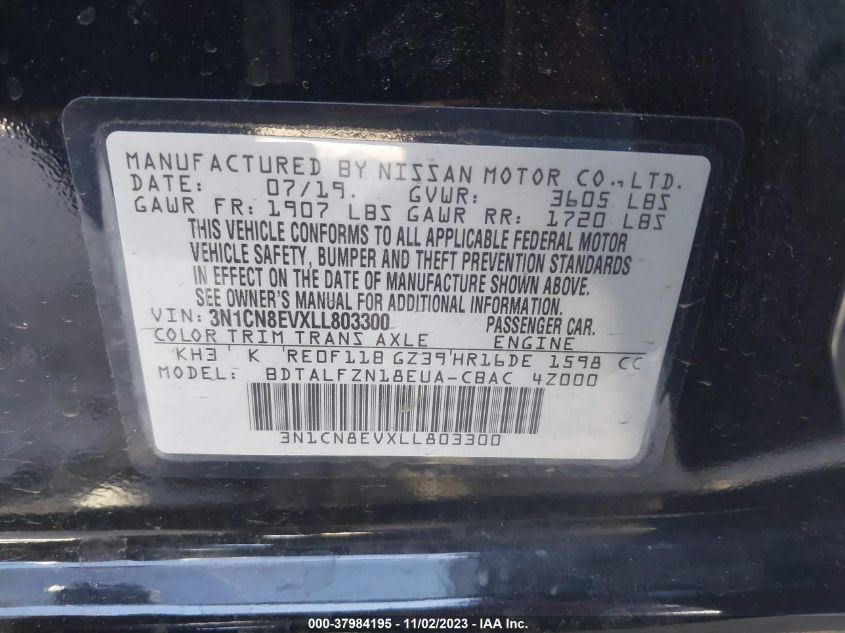 MANUFACTURED BY NISSAN MOTOR CO., LTD.
DATE: 07/19. GVWR: 3605 LBS
GAWR FR: 1907 LBS GAWR RR: 1720 LBS
THIS VEHICLE CONFORMS TO ALL APPLICABLE FEDERAL MOTOR
VEHICLE SAFETY, BUMPER AND THEFT PREVENTION STANDARDS
IN EFFECT ON THE DATE OF MANUFACTURE SHOWN ABOVE.
SEE OWNER'S MANUAL FOR ADDITIONAL INFORMATION.
VIN: 3N1CN8EVXLL803300 PASSENGER CAR.
COLOR TRIM TRANS AXLE ENGINE
KH3 K RE0F11B GZ39 HR16DE 1598 CC
MODEL: BDTALFZN18EUA-CBAC 4Z000
3N1CN8EVXLL803300
000-37984195 - 11/02/2023 - IAA Inc.